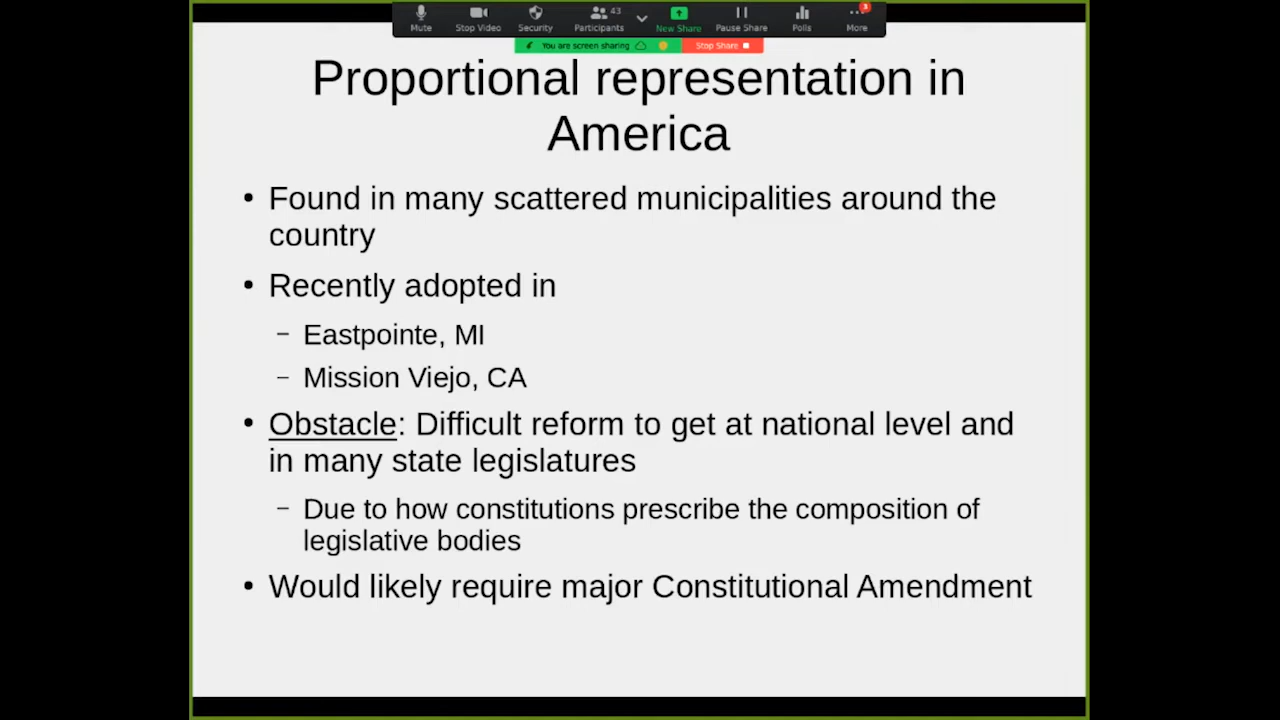 43
3
Mute
Stop Video
Security
Participants
New Share
Pause Share
Polls
More
You are screen sharing
Stop Share
Proportional representation in
America
• Found in many scattered municipalities around the
country
• Recently adopted in
– Eastpointe, MI
– Mission Viejo, CA
• Obstacle: Difficult reform to get at national level and
in many state legislatures
– Due to how constitutions prescribe the composition of
legislative bodies
• Would likely require major Constitutional Amendment